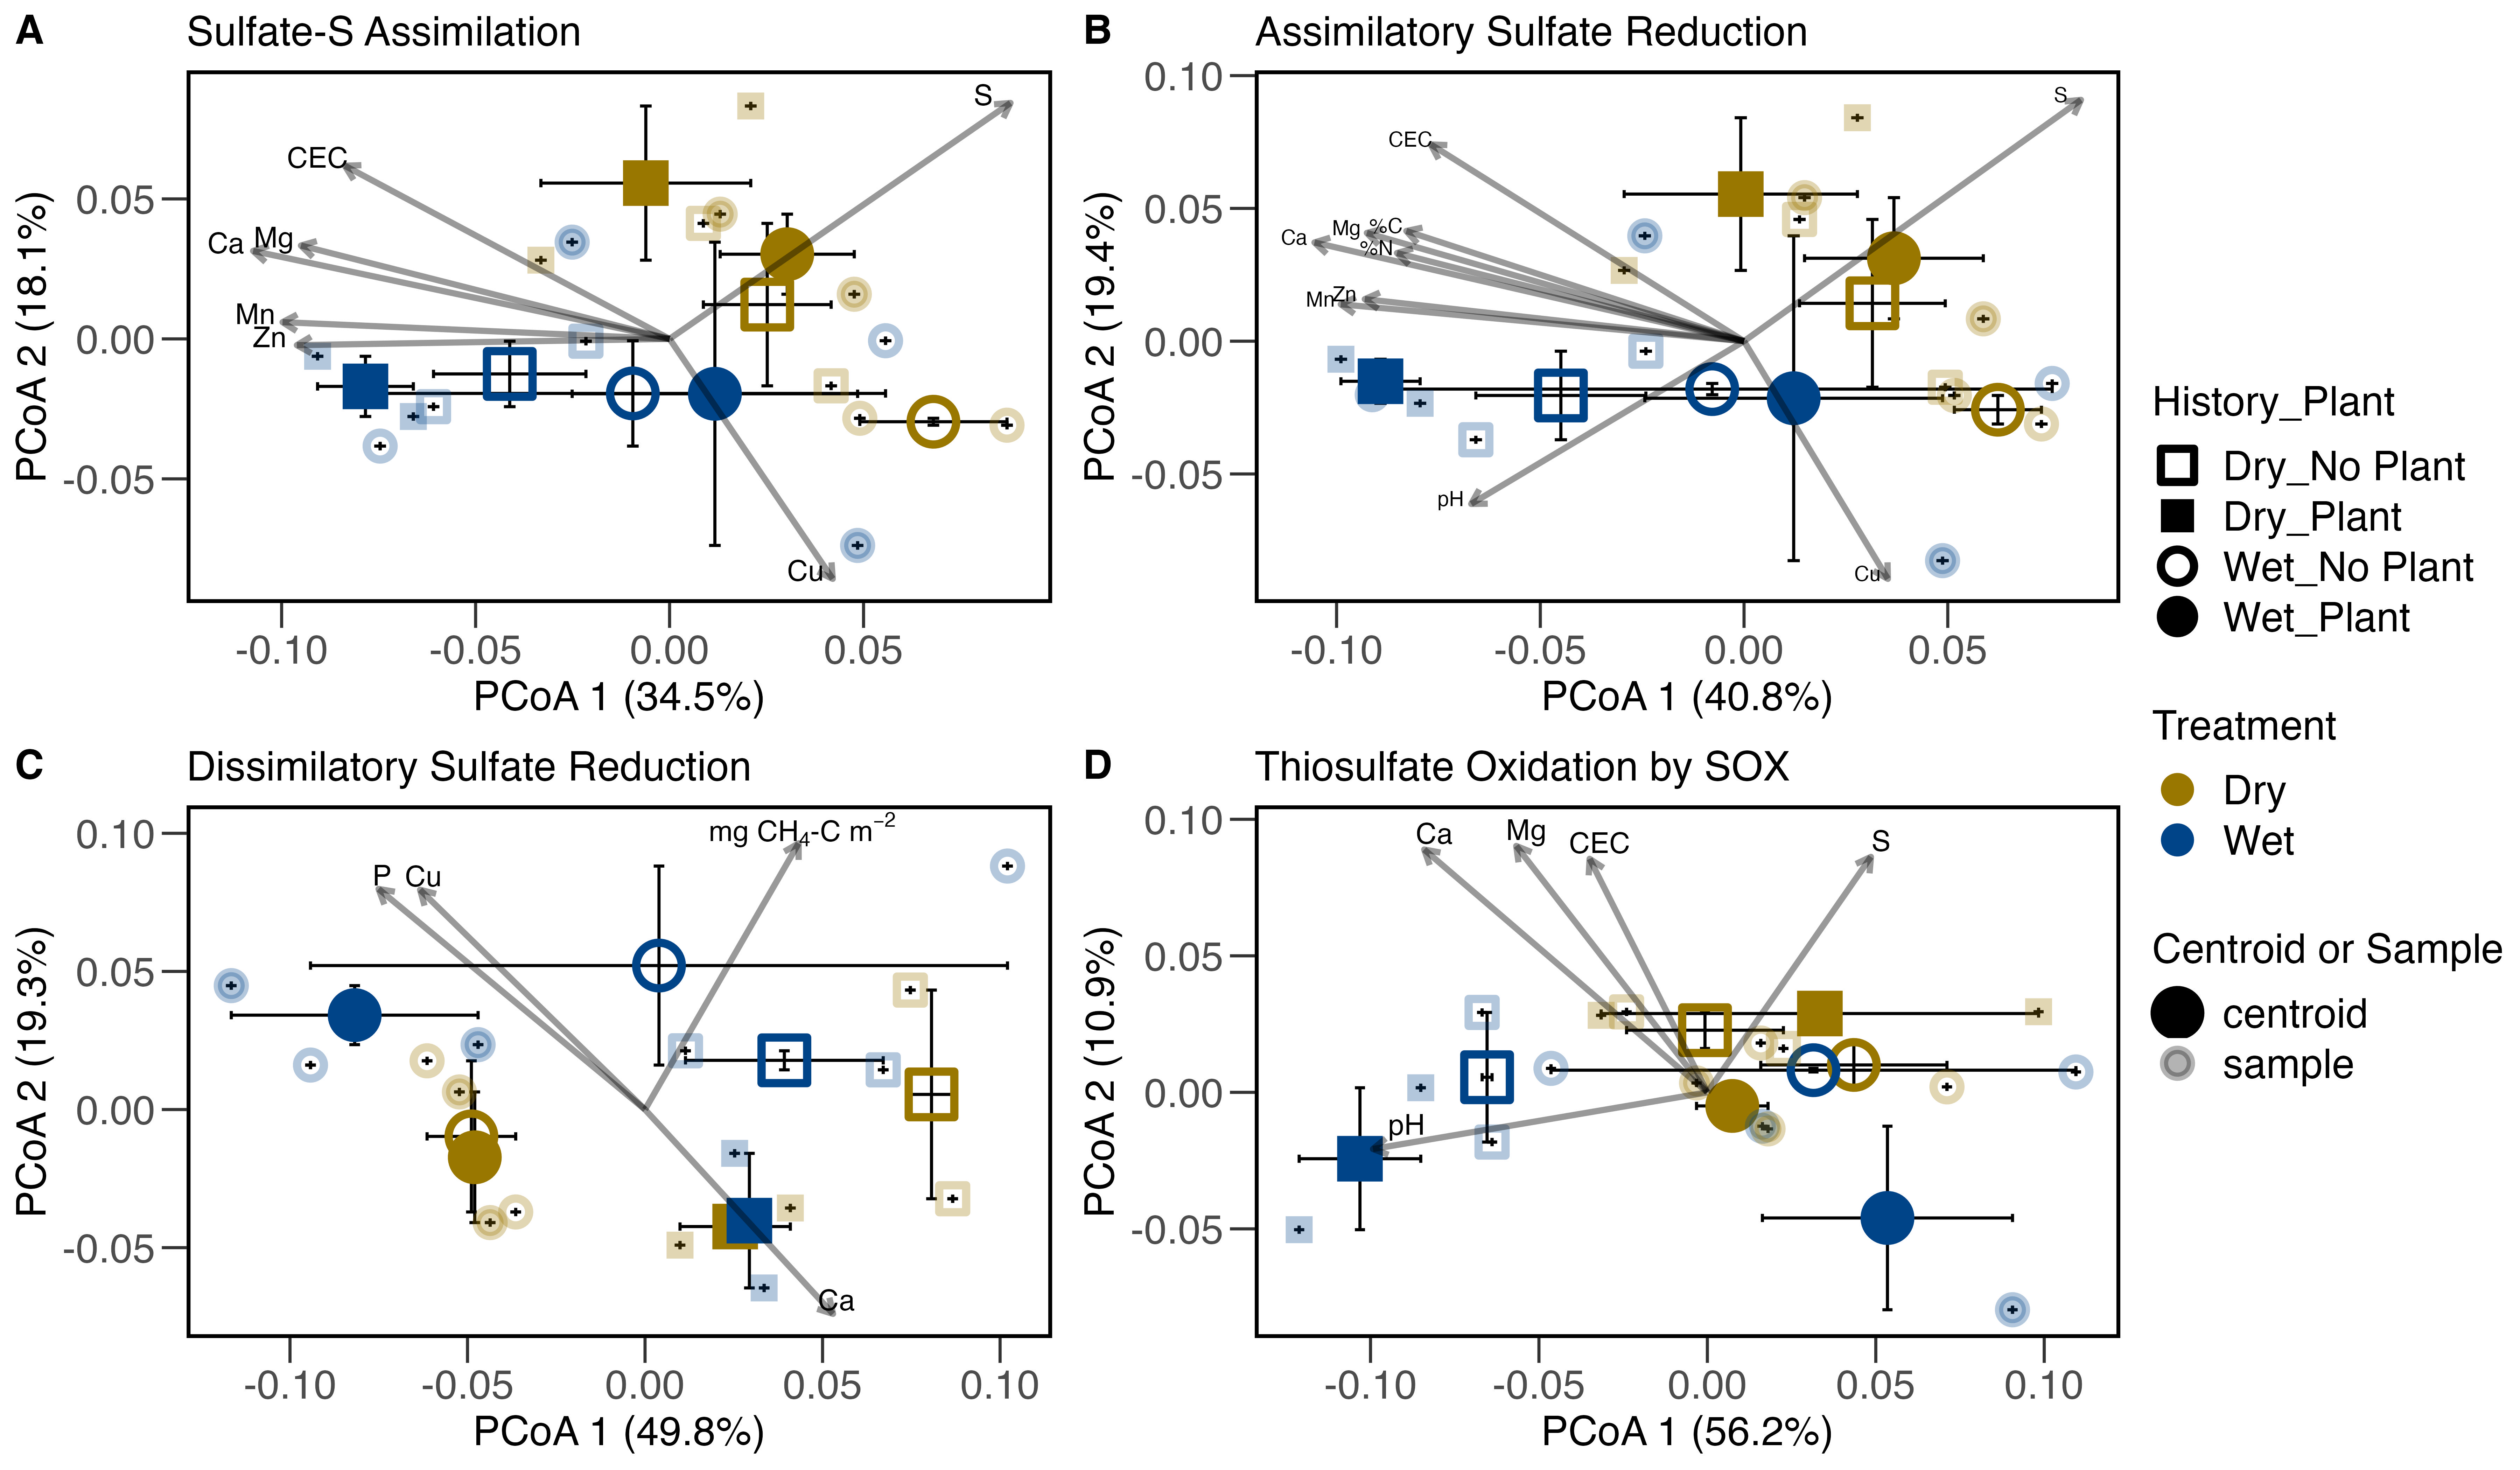 A Sulfate-S Assimilation
S
CEC
Ca Mg
Mn
Zn
Cu
0.05
0.00
-0.05
PCoA 2 (18.1%)
-0.10 -0.05 0.00 0.05
PCoA 1 (34.5%)
B Assimilatory Sulfate Reduction
S
CEC
Ca Mg %C
%N
Mn Zn
pH
Cu
0.10
0.05
0.00
-0.05
PCoA 2 (19.4%)
-0.10 -0.05 0.00 0.05
PCoA 1 (40.8%)
C Dissimilatory Sulfate Reduction
mg CH₄-C m⁻²
P Cu
Ca
0.10
0.05
0.00
-0.05
PCoA 2 (19.3%)
-0.10 -0.05 0.00 0.05 0.10
PCoA 1 (49.8%)
D Thiosulfate Oxidation by SOX
Ca Mg CEC S
pH
0.10
0.05
0.00
-0.05
PCoA 2 (10.9%)
-0.10 -0.05 0.00 0.05 0.10
PCoA 1 (56.2%)
History_Plant
Dry_No Plant
Dry_Plant
Wet_No Plant
Wet_Plant
Treatment
Dry
Wet
Centroid or Sample
centroid
sample